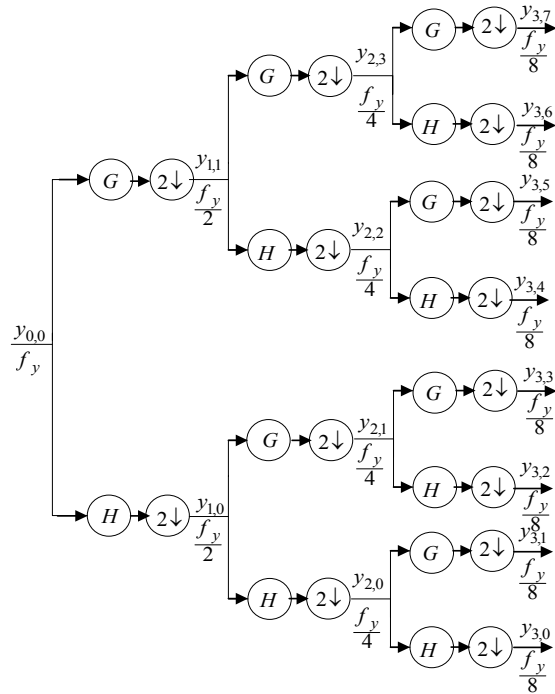 G 2↓ y3,7
fy
8
G 2↓ y2,3
fy
4
H 2↓ y3,6
fy
8
G 2↓ y1,1
fy
2
G 2↓ y3,5
fy
8
H 2↓ y2,2
fy
4
H 2↓ y3,4
fy
8
y0,0
fy
G 2↓ y3,3
fy
8
G 2↓ y2,1
fy
4
H 2↓ y3,2
fy
8
H 2↓ y1,0
fy
2
G 2↓ y3,1
fy
8
H 2↓ y2,0
fy
4
H 2↓ y3,0
fy
8